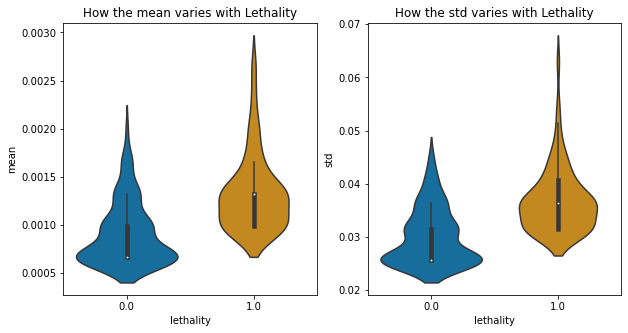 How the mean varies with Lethality
mean
0.0030
0.0025
0.0020
0.0015
0.0010
0.0005
0.0
1.0
lethality
How the std varies with Lethality
std
0.07
0.06
0.05
0.04
0.03
0.02
0.0
1.0
lethality